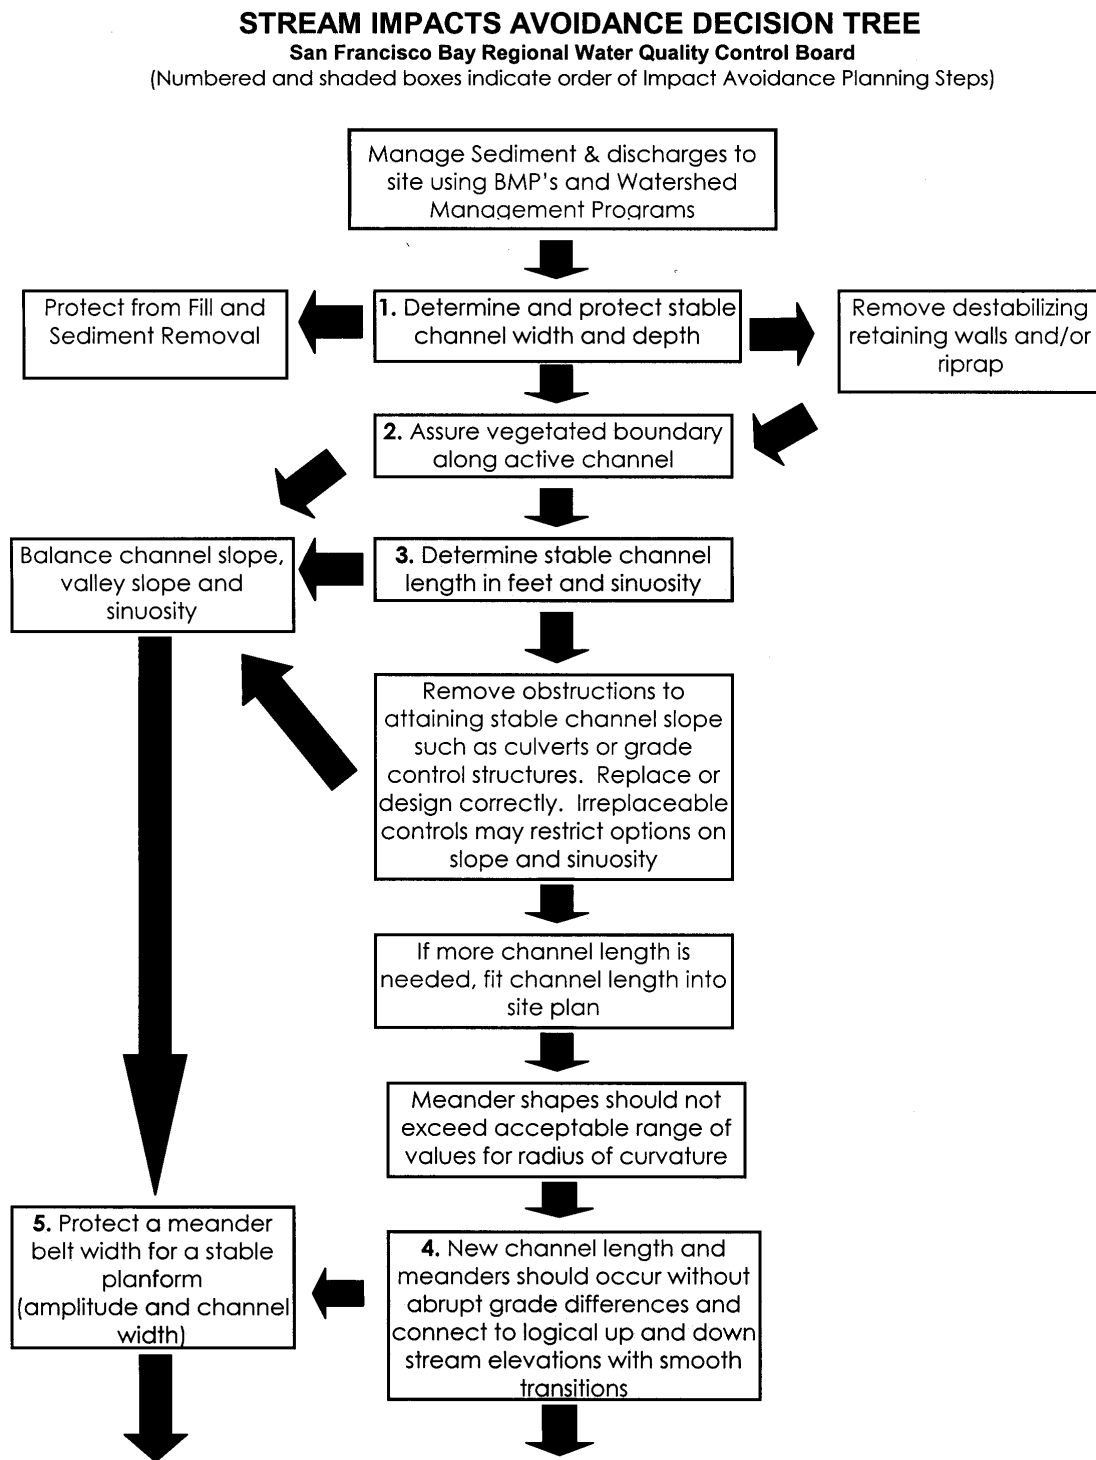 STREAM IMPACTS AVOIDANCE DECISION TREE
San Francisco Bay Regional Water Quality Control Board
(Numbered and shaded boxes indicate order of Impact Avoidance Planning Steps)
Manage Sediment & discharges to
site using BMP's and Watershed
Management Programs
Protect from Fill and
Sediment Removal
1. Determine and protect stable
channel width and depth
Remove destabilizing
retaining walls and/or
riprap
2. Assure vegetated boundary
along active channel
Balance channel slope,
valley slope and
sinuosity
3. Determine stable channel
length in feet and sinuosity
Remove obstructions to
attaining stable channel slope
such as culverts or grade
control structures. Replace or
design correctly. Irreplaceable
controls may restrict options on
slope and sinuosity
If more channel length is
needed, fit channel length into
site plan
Meander shapes should not
exceed acceptable range of
values for radius of curvature
5. Protect a meander
belt width for a stable
planform
(amplitude and channel
width)
4. New channel length and
meanders should occur without
abrupt grade differences and
connect to logical up and down
stream elevations with smooth
transitions